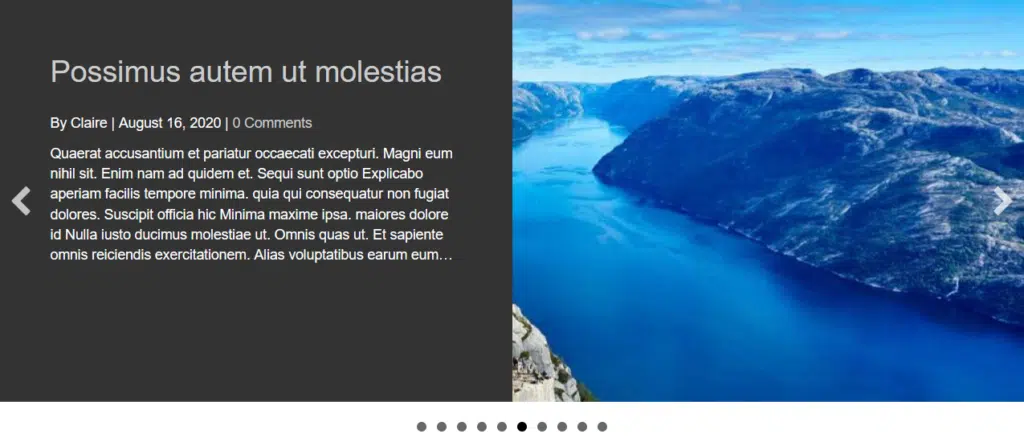 Possimus autem ut molestias
By Claire | August 16, 2020 | 0 Comments
Quaerat accusantium et pariatur occaecati excepturi. Magni eum
nihil sit. Enim nam ad quidem et. Sequi sunt optio Explicabo
aperiam facilis tempore minima. quia qui consequatur non fugiat
dolores. Suscipit officia hic Minima maxime ipsa. maiores dolore
id Nulla iusto ducimus molestiae ut. Omnis quas ut. Et sapiente
omnis reiciendis exercitationem. Alias voluptatibus earum eum…